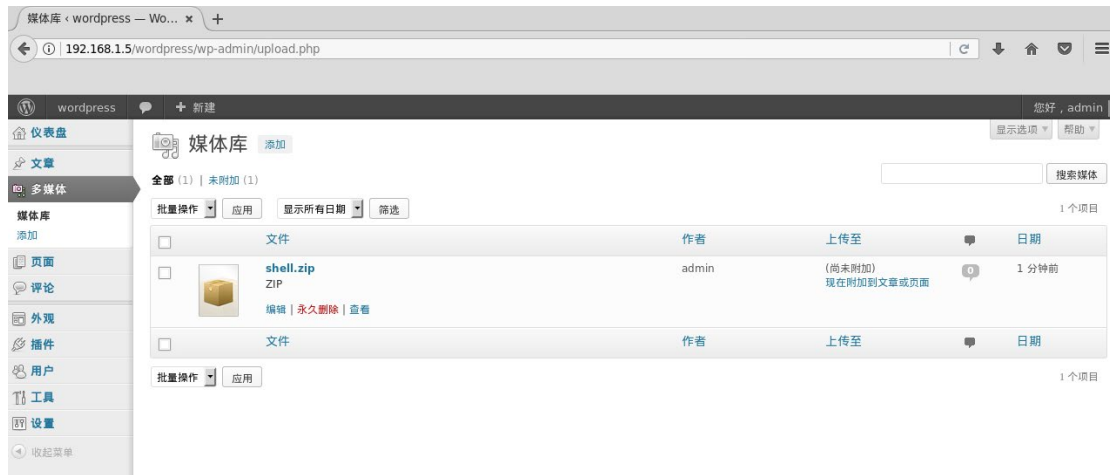 媒体库 ‹ wordpress — Wo... × +
192.168.1.5/wordpress/wp-admin/upload.php
wordpress + 新建 您好 , admin
仪表盘
文章
多媒体
媒体库
添加
页面
评论
外观
插件
用户
工具
设置
收起菜单
显示选项 帮助
媒体库 添加
全部 (1) | 未附加 (1)
搜索媒体
批量操作 应用 显示所有日期 筛选 1 个项目
文件 作者 上传至 日期
shell.zip admin (尚未附加) 0 1 分钟前
ZIP 现在附加到文章或页面
编辑 | 永久删除 | 查看
文件 作者 上传至 日期
批量操作 应用 1 个项目